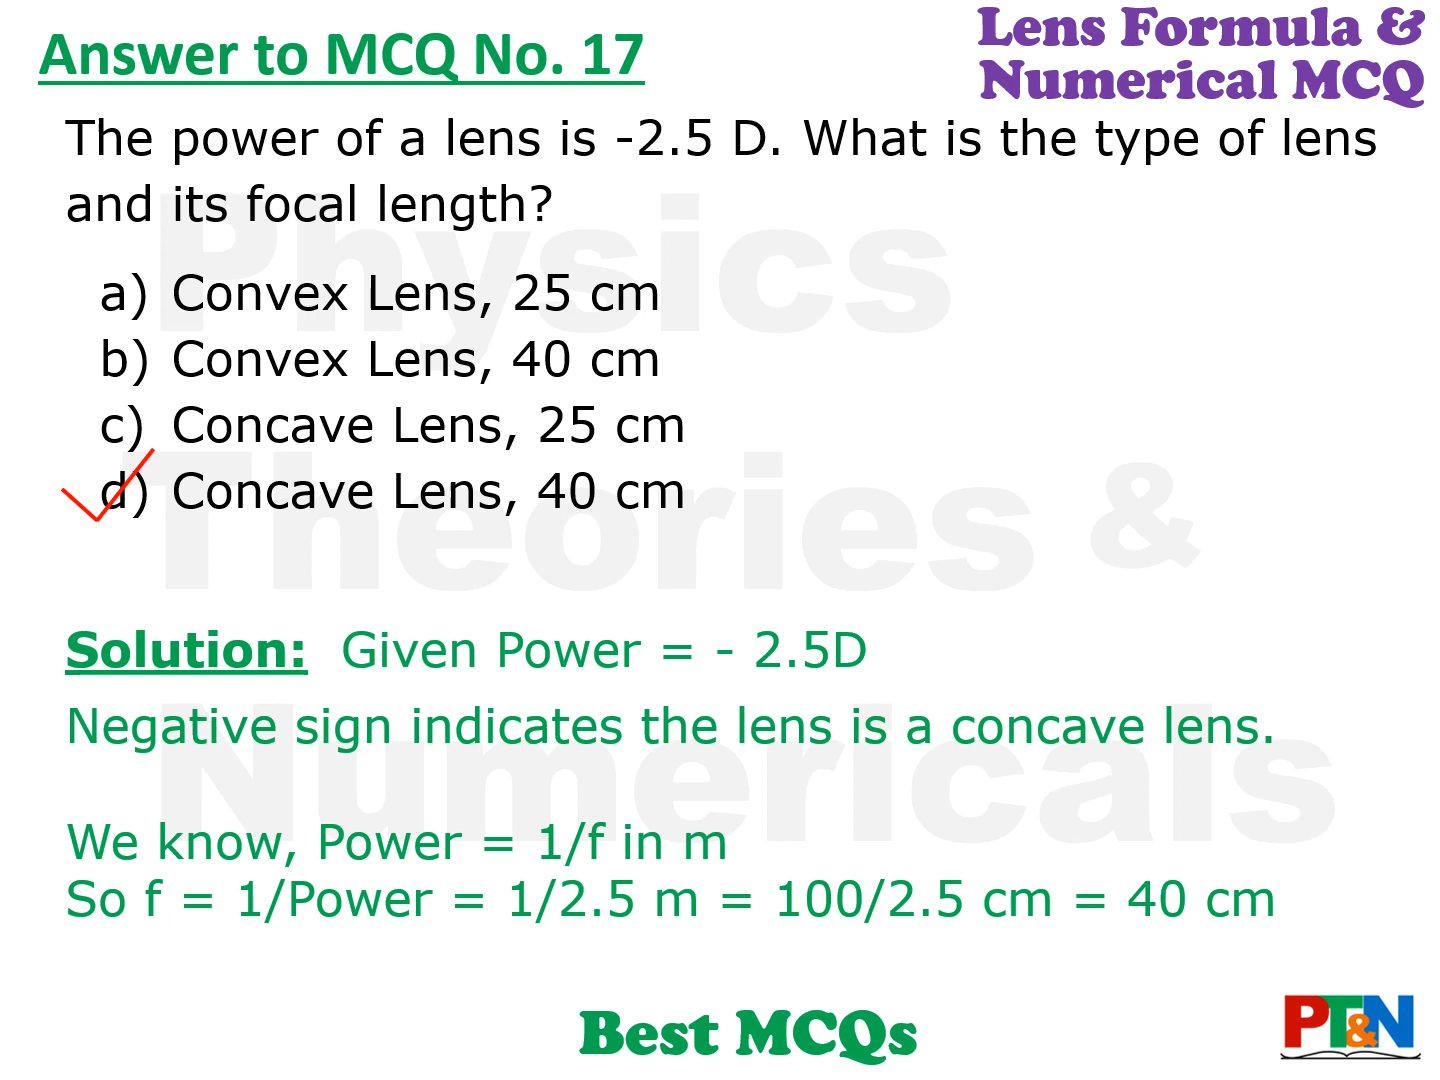 Answer to MCQ No. 17
Lens Formula &
Numerical MCQ
The power of a lens is -2.5 D. What is the type of lens
and its focal length?
a) Convex Lens, 25 cm
b) Convex Lens, 40 cm
c) Concave Lens, 25 cm
d) Concave Lens, 40 cm
Solution: Given Power = - 2.5D
Negative sign indicates the lens is a concave lens.
We know, Power = 1/f in m
So f = 1/Power = 1/2.5 m = 100/2.5 cm = 40 cm
Physics
Theories &
Numericals
Best MCQs
PT&N